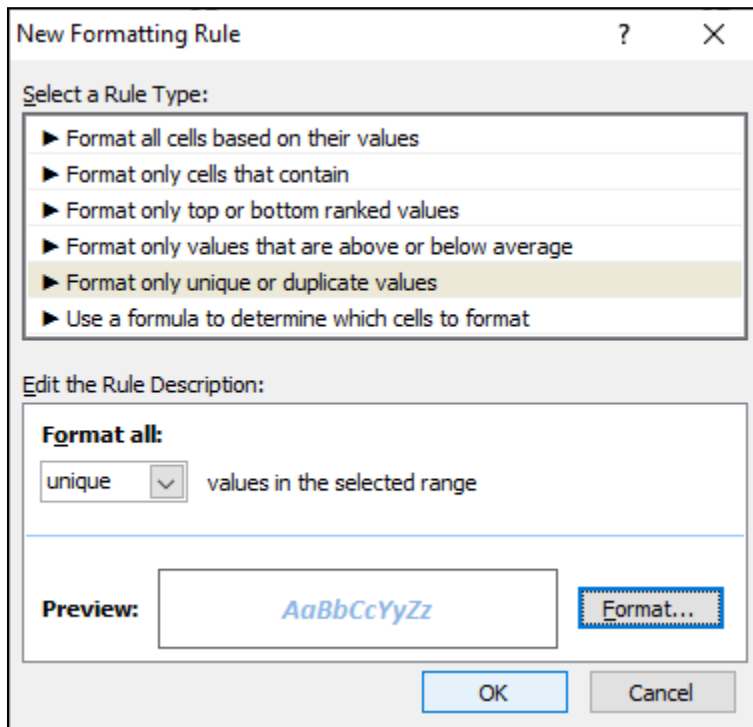 New Formatting Rule ?
Select a Rule Type:
► Format all cells based on their values
► Format only cells that contain
► Format only top or bottom ranked values
► Format only values that are above or below average
► Format only unique or duplicate values
► Use a formula to determine which cells to format
Edit the Rule Description:
Format all:
unique values in the selected range
Preview: AaBbCcYyZz Format...
OK Cancel